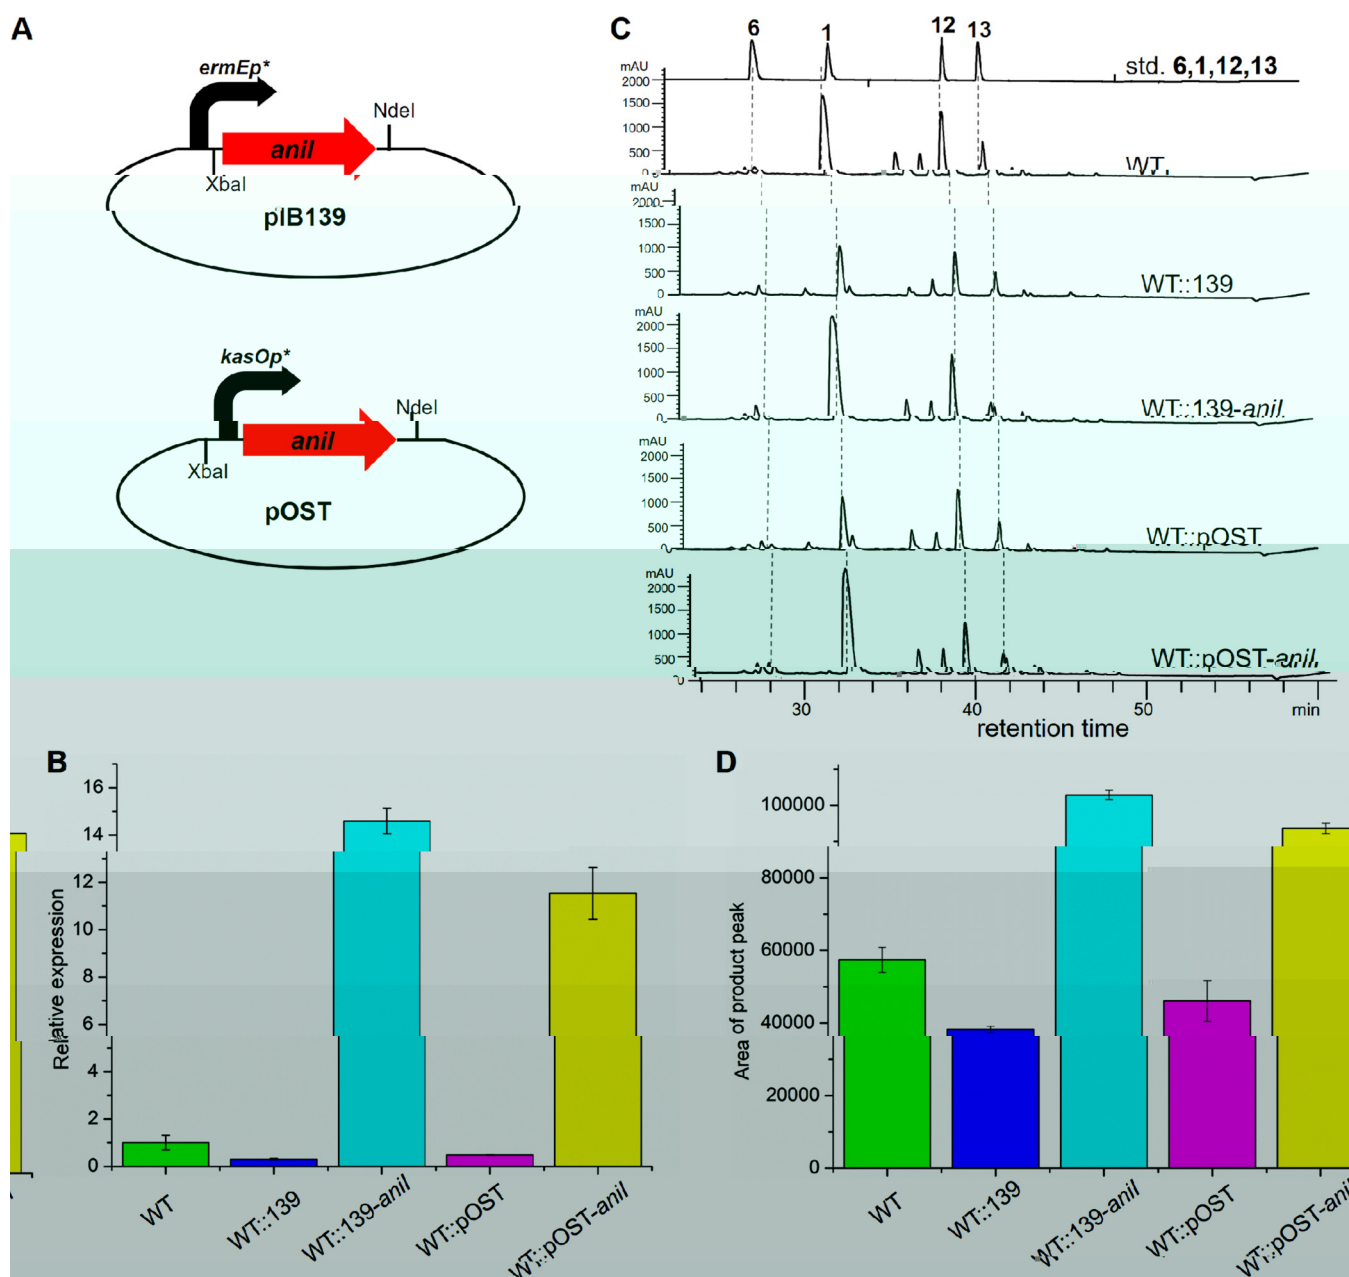 A
ermEp*
NdeI
anil
XbaI
pIB139
kasOp*
NdeI
anil
XbaI
pOST
C
6 1 12 13
std. 6,1,12,13
mAU
2000
1500
1000
500
0
WT
mAU
2000
1500
1000
500
0
WT::139
mAU
2000
1500
1000
500
0
WT::139-anil
mAU
2000
1500
1000
500
0
WT::pOST
mAU
2000
1500
1000
500
0
WT::pOST-anil
30 40 50 min
retention time
B
Relative expression
16
14
12
10
8
6
4
2
0
WT
WT::139
WT::139-anil
WT::pOST
WT::pOST-anil
D
Area of product peak
100000
80000
60000
40000
20000
0
WT
WT::139
WT::139-anil
WT::pOST
WT::pOST-anil